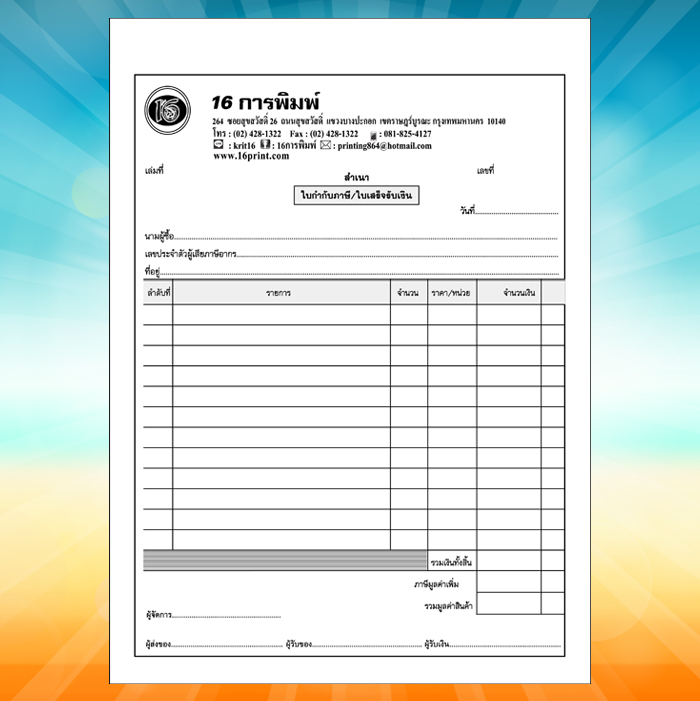 16
16 การพิมพ์
264 ซอยสุขสวัสดิ์ 26 ถนนสุขสวัสดิ์ แขวงบางปะกอก เขตราษฎร์บูรณะ กรุงเทพมหานคร 10140
โทร : (02) 428-1322 Fax : (02) 428-1322 : 081-825-4127
: krit16 : 16การพิมพ์ : printing864@hotmail.com
www.16print.com
เล่มที่ เลขที่
สำเนา
ใบกำกับภาษี/ใบเสร็จรับเงิน
วันที่
นามผู้ซื้อ
เลขประจำตัวผู้เสียภาษีอากร
ที่อยู่
ลำดับที่ รายการ จำนวน ราคา/หน่วย จำนวนเงิน
รวมเงินทั้งสิ้น
ภาษีมูลค่าเพิ่ม
รวมมูลค่าสินค้า
ผู้จัดการ
ผู้ส่งของ ผู้รับของ ผู้รับเงิน